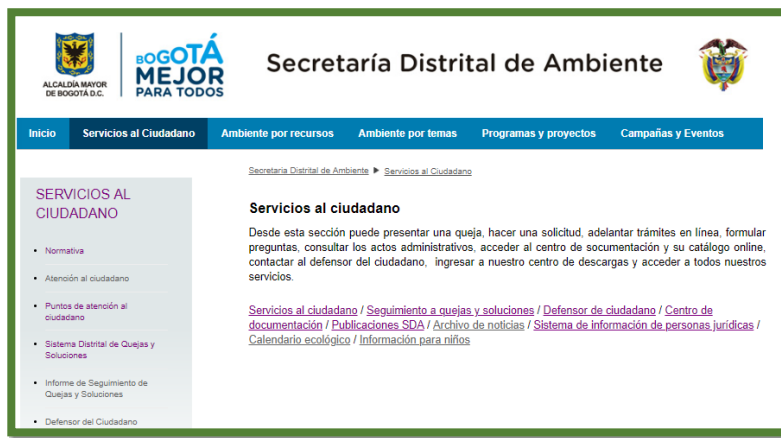 ALCALDÍA MAYOR
DE BOGOTÁ D.C.
BOGOTÁ
MEJOR
PARA TODOS
Secretaría Distrital de Ambiente
Inicio Servicios al Ciudadano Ambiente por recursos Ambiente por temas Programas y proyectos Campañas y Eventos
Secretaria Distrital de Ambiente ▶ Servicios al Ciudadano
SERVICIOS AL
CIUDADANO
Normativa
Atención al ciudadano
Puntos de atención al
ciudadano
Sistema Distrital de Quejas y
Soluciones
Informe de Seguimiento de
Quejas y Soluciones
Defensor del Ciudadano
Servicios al ciudadano
Desde esta sección puede presentar una queja, hacer una solicitud, adelantar trámites en línea, formular
preguntas, consultar los actos administrativos, acceder al centro de socumentación y su catálogo online,
contactar al defensor del ciudadano, ingresar a nuestro centro de descargas y acceder a todos nuestros
servicios.
Servicios al ciudadano / Seguimiento a quejas y soluciones / Defensor de ciudadano / Centro de
documentación / Publicaciones SDA / Archivo de noticias / Sistema de información de personas jurídicas /
Calendario ecológico / Información para niños